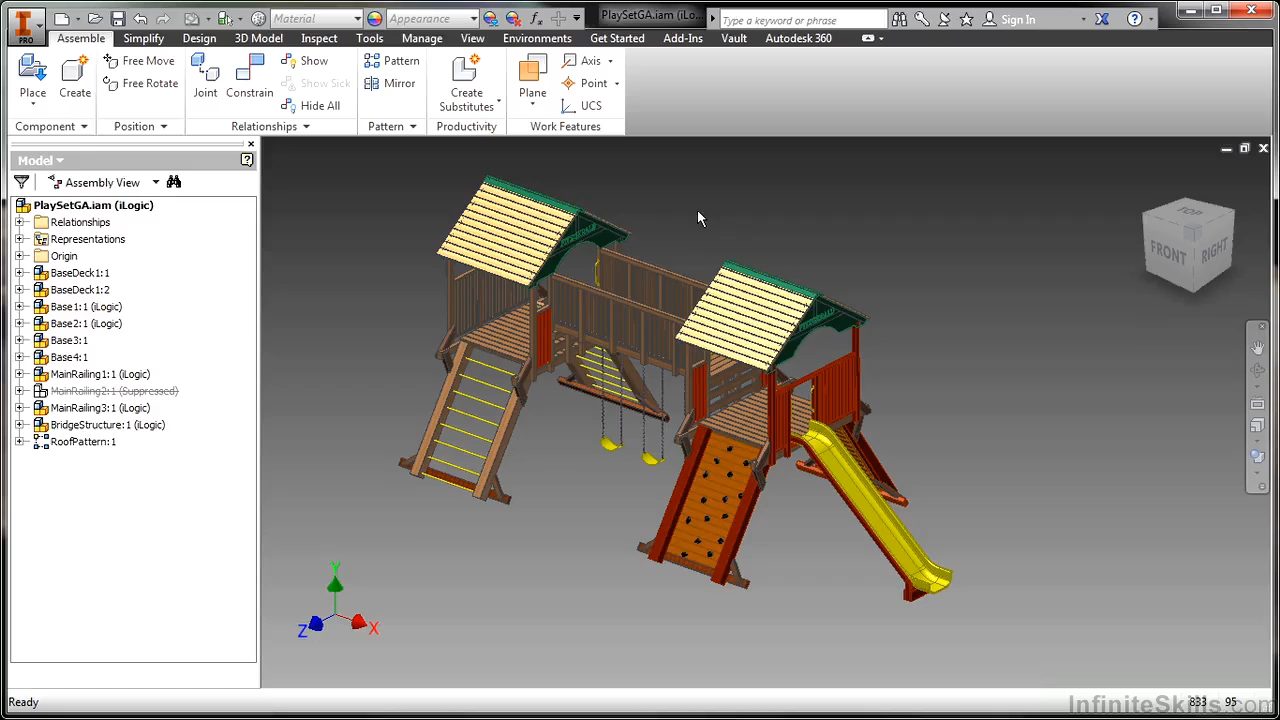 Material
Appearance
PlaySetGA.iam (iLo...
Type a keyword or phrase
Sign In
PRO
Assemble Simplify Design 3D Model Inspect Tools Manage View Environments Get Started Add-Ins Vault Autodesk 360
Place
Create
Free Move
Free Rotate
Joint
Constrain
Show
Show Sick
Hide All
Pattern
Mirror
Create
Substitutes
Plane
Axis
Point
UCS
Component
Position
Relationships
Pattern
Productivity
Work Features
Model
Assembly View
PlaySetGA.iam (iLogic)
Relationships
Representations
Origin
BaseDeck1:1
BaseDeck1:2
Base1:1 (iLogic)
Base2:1 (iLogic)
Base3:1
Base4:1
MainRailing1:1 (iLogic)
MainRailing2:1 (Suppressed)
MainRailing3:1 (iLogic)
BridgeStructure:1 (iLogic)
RoofPattern:1
TOP
FRONT
RIGHT
Y
Z
X
Ready
833 95
InfiniteSkills.com